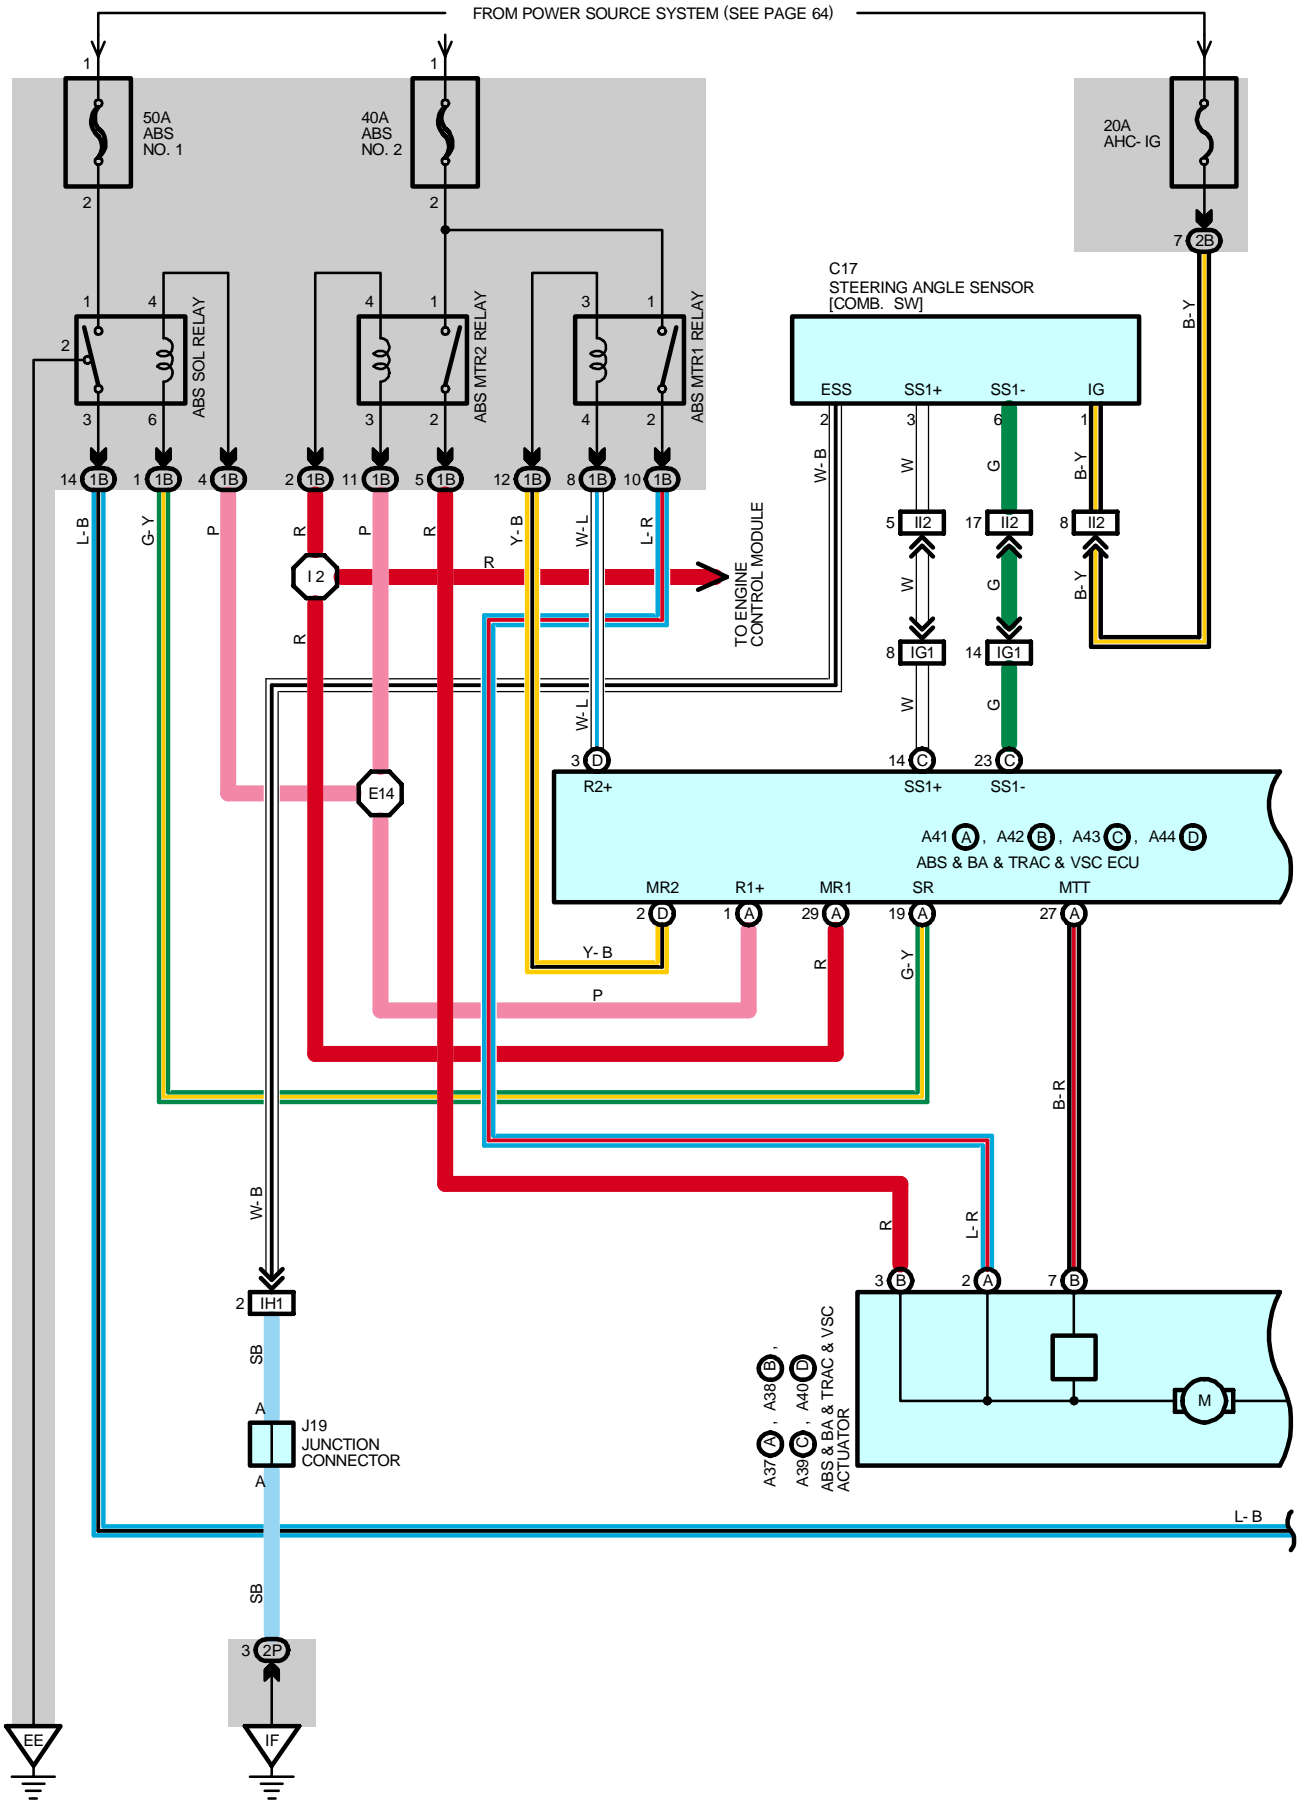 FROM POWER SOURCE SYSTEM (SEE PAGE 64)
1
1
50A
ABS
NO. 1
40A
ABS
NO. 2
20A
AHC- IG
2
2
7 2B
C17
STEERING ANGLE SENSOR
[COMB. SW]
B- Y
1
4
2
3
6
ABS SOL RELAY
4
1
3
2
ABS MTR2 RELAY
3
1
4
2
ABS MTR1 RELAY
ESS
SS1+
SS1-
IG
2
3
6
1
W- B
W
G
B- Y
14 1B
1 1B
4 1B
2 1B
11 1B
5 1B
12 1B
8 1B
10 1B
L- B
G- Y
P
R
P
R
Y- B
W- L
L- R
5 II2
17 II2
8 II2
I 2
R
TO ENGINE
CONTROL MODULE
W
G
B- Y
R
8 IG1
14 IG1
W- L
W
G
3 D
14 C
23 C
R2+
SS1+
SS1-
E14
A41 A , A42 B , A43 C , A44 D
ABS & BA & TRAC & VSC ECU
MR2
R1+
MR1
SR
MTT
2 D
1 A
29 A
19 A
27 A
Y- B
P
R
G- Y
B- R
W- B
R
L- R
3 B
2 A
7 B
2 IH1
SB
A
J19
JUNCTION
CONNECTOR
A
A37 A , A38 B ,
A39 C , A40 D
ABS & BA & TRAC & VSC
ACTUATOR
M
L- B
SB
3 2P
EE
IF